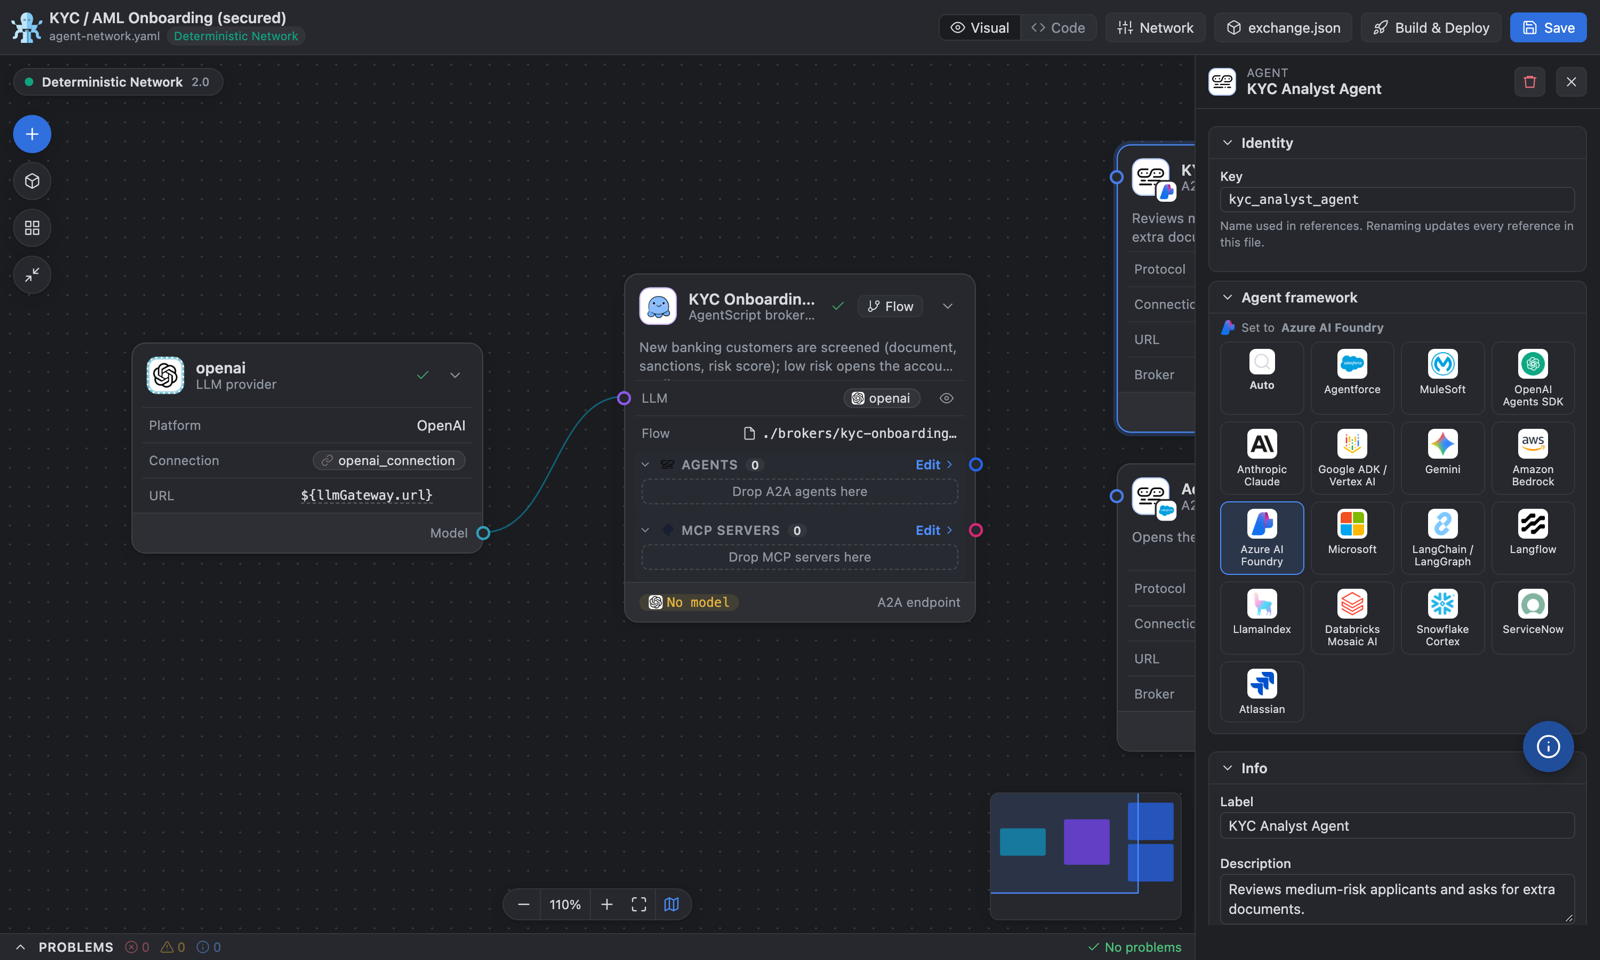 KYC / AML Onboarding (secured)
agent-network.yaml Deterministic Network
Visual
Code
Network
exchange.json
Build & Deploy
Save
Deterministic Network 2.0
openai
LLM provider
Platform OpenAI
Connection openai_connection
URL ${llmGateway.url}
Model
KYC Onboardin...
AgentScript broker...
Flow
New banking customers are screened (document,
sanctions, risk score); low risk opens the accou...
LLM openai
Flow ./brokers/kyc-onboarding...
AGENTS 0 Edit
Drop A2A agents here
MCP SERVERS 0 Edit
Drop MCP servers here
No model A2A endpoint
Reviews
extra
Protocol
URL
Broker
Opens the
Protocol
URL
Broker
110%
PROBLEMS 0 0 0
No problems
AGENT
KYC Analyst Agent
Identity
Key
kyc_analyst_agent
Name used in references. Renaming updates every reference in
this file.
Agent framework
Set to Azure AI Foundry
Auto
Agentforce
MuleSoft
OpenAI
Agents SDK
Anthropic
Claude
Google ADK /
Vertex AI
Gemini
aws
Amazon
Bedrock
Azure AI
Foundry
Microsoft
LangChain /
LangGraph
Langflow
LlamaIndex
Databricks
Mosaic AI
Snowflake
Cortex
ServiceNow
Atlassian
Info
Label
KYC Analyst Agent
Description
Reviews medium-risk applicants and asks for extra
documents.